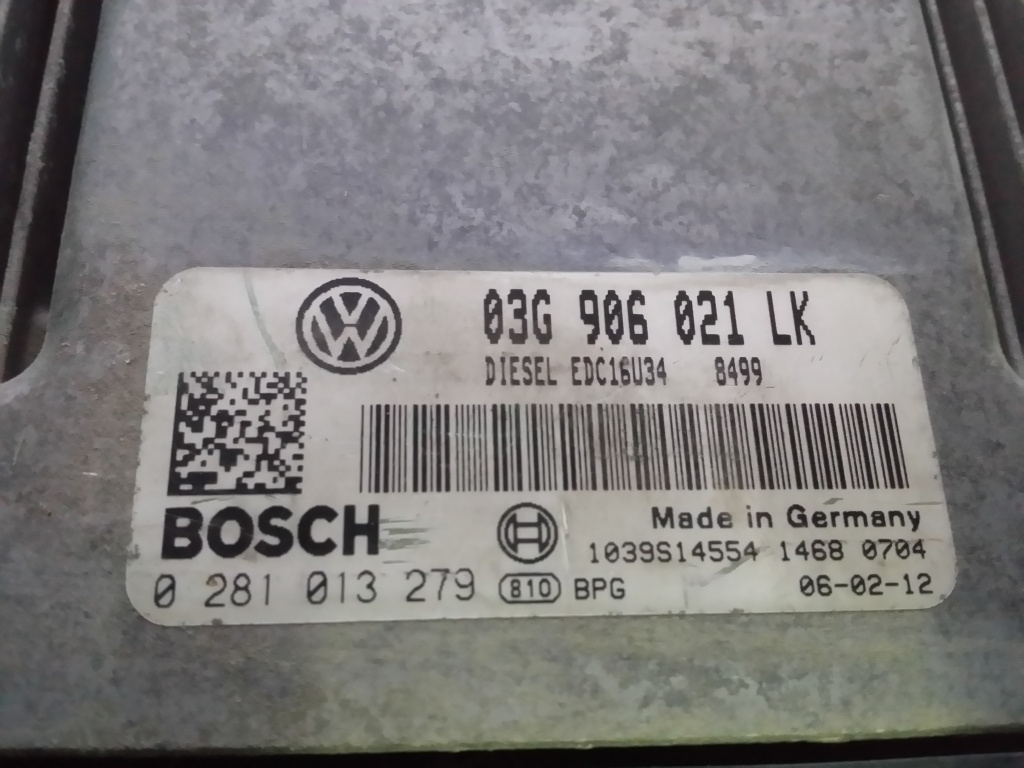 03G 906 021 LK
DIESEL EDC16U34 8499
BOSCH
Made in Germany
1039S14554 1468 0704
0 281 013 279 810 BPG 06-02-12